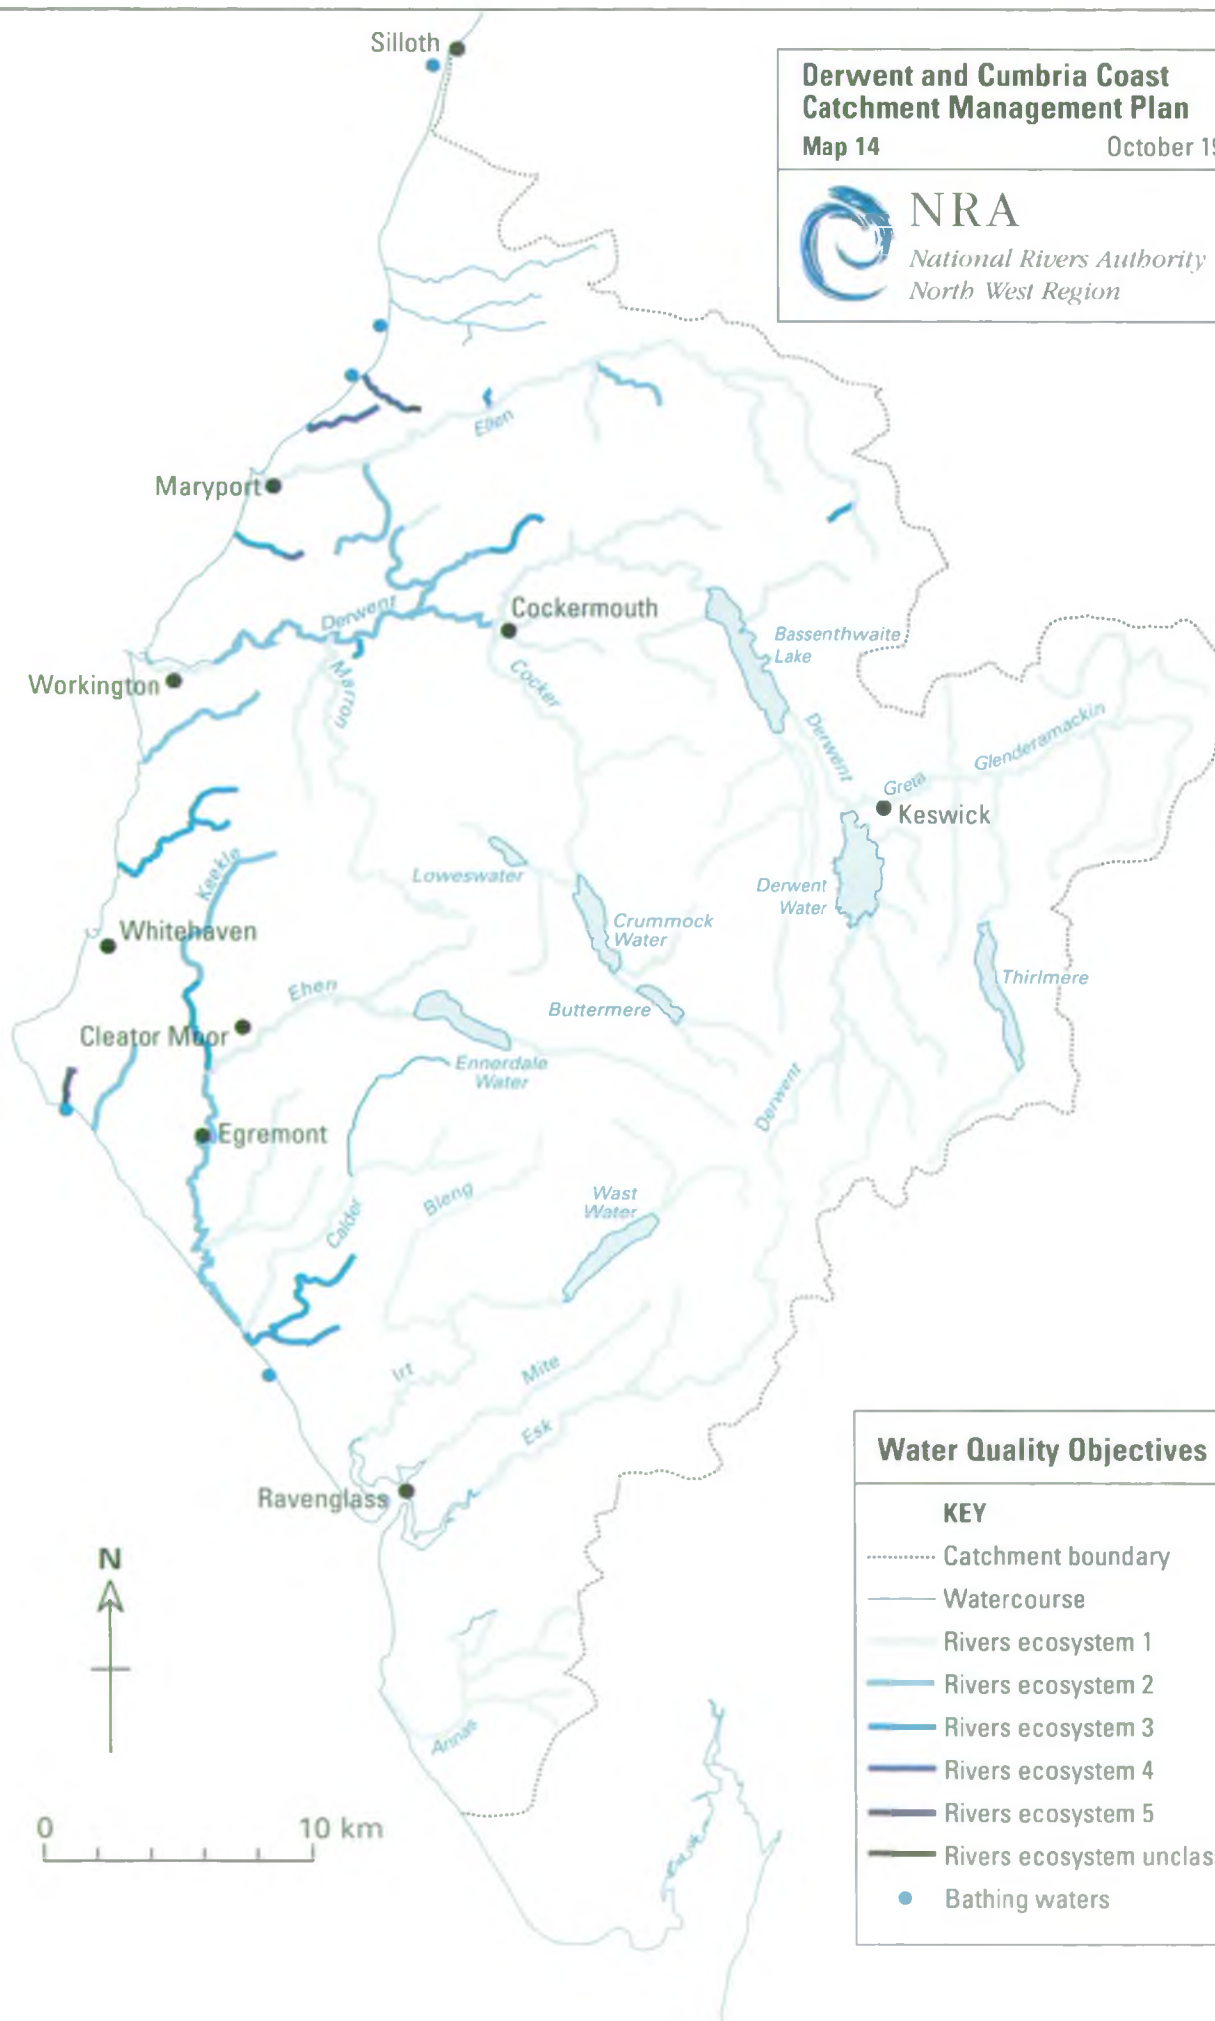 Silloth
Derwent and Cumbria Coast
Catchment Management Plan
Map 14 October 19
NRA
National Rivers Authority
North West Region
Ellen
Maryport
Derwent
Cockermouth
Bassenthwaite
Lake
Workington
Marron
Cocker
Derwent
Glenderamackin
Greta
Keswick
Keekle
Loweswater
Derwent
Water
Crummock
Water
Whitehaven
Ehen
Buttermere
Thirlmere
Cleator Moor
Ennerdale
Water
Derwent
Egremont
Bleng
Wast
Water
Calder
Irt
Mite
Esk
Ravenglass
Annas
N
0 10 km
Water Quality Objectives
KEY
Catchment boundary
Watercourse
Rivers ecosystem 1
Rivers ecosystem 2
Rivers ecosystem 3
Rivers ecosystem 4
Rivers ecosystem 5
Rivers ecosystem unclas
Bathing waters